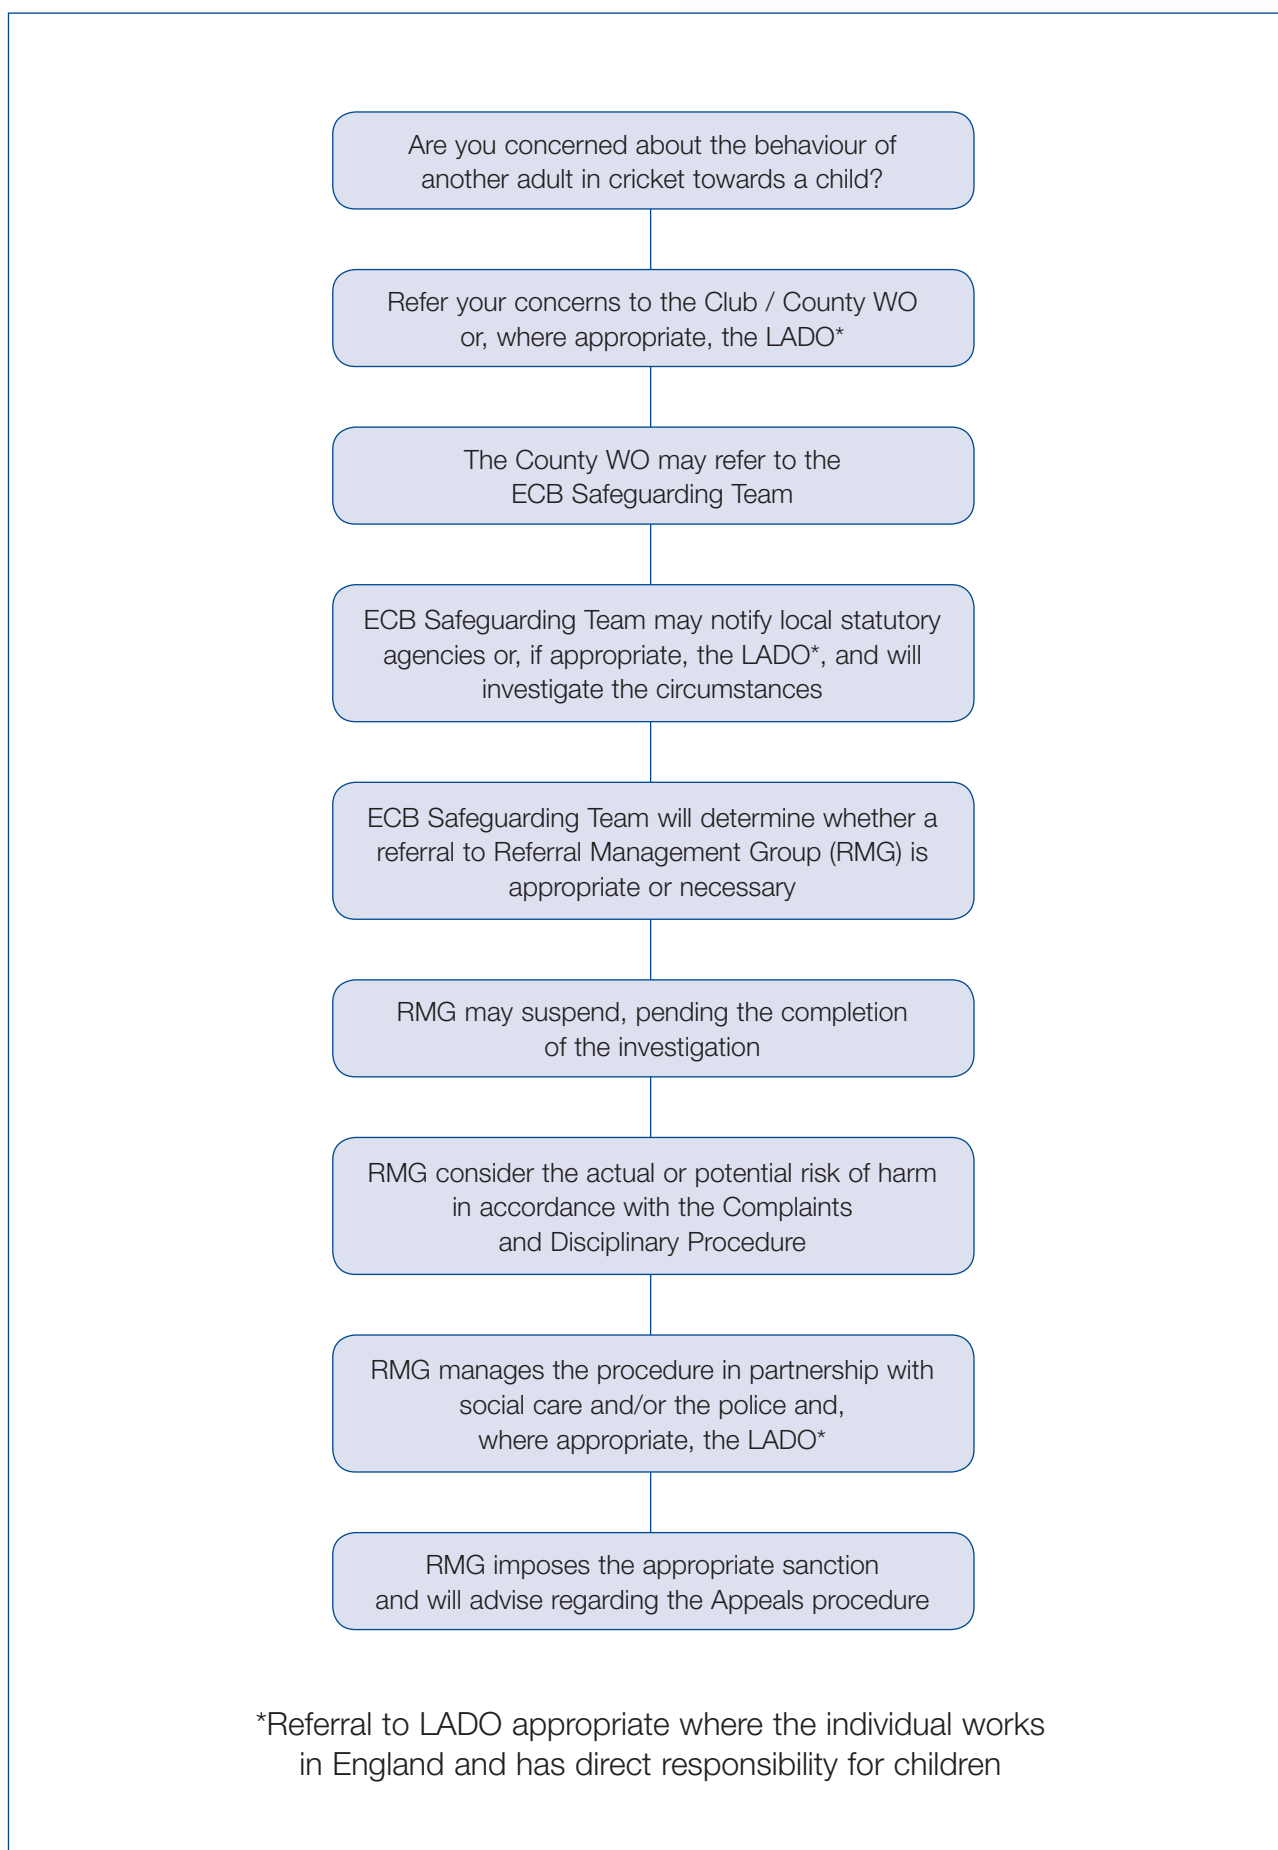 Are you concerned about the behaviour of
another adult in cricket towards a child?
Refer your concerns to the Club / County WO
or, where appropriate, the LADO*
The County WO may refer to the
ECB Safeguarding Team
ECB Safeguarding Team may notify local statutory
agencies or, if appropriate, the LADO*, and will
investigate the circumstances
ECB Safeguarding Team will determine whether a
referral to Referral Management Group (RMG) is
appropriate or necessary
RMG may suspend, pending the completion
of the investigation
RMG consider the actual or potential risk of harm
in accordance with the Complaints
and Disciplinary Procedure
RMG manages the procedure in partnership with
social care and/or the police and,
where appropriate, the LADO*
RMG imposes the appropriate sanction
and will advise regarding the Appeals procedure
*Referral to LADO appropriate where the individual works
in England and has direct responsibility for children